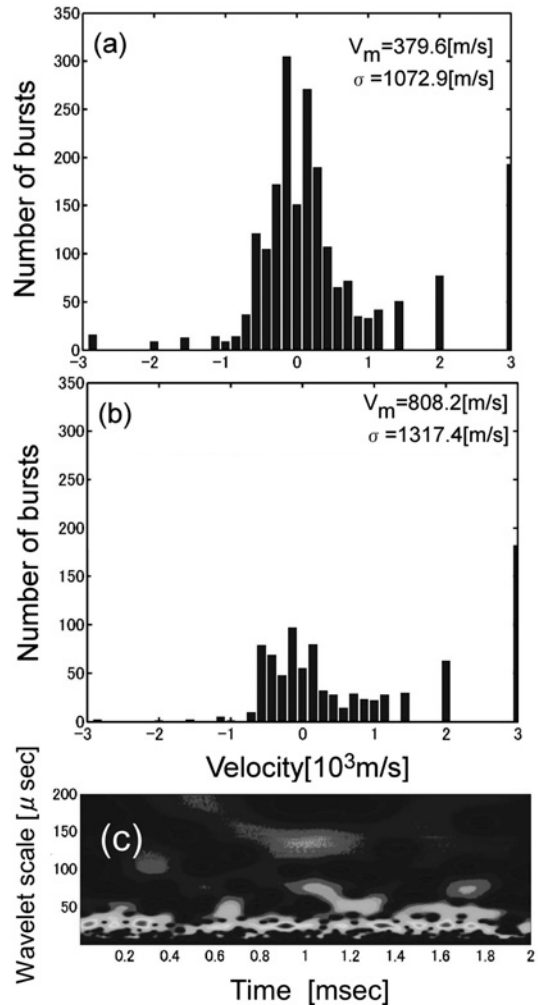 350
(a)
V_m=379.6[m/s]
σ=1072.9[m/s]
300
250
200
150
100
50
0
Number of bursts
-3 -2 -1 0 1 2 3
350
(b)
V_m=808.2[m/s]
σ=1317.4[m/s]
300
250
200
150
100
50
0
Number of bursts
-3 -2 -1 0 1 2 3
Velocity[10³m/s]
200
150
100
50
(c)
Wavelet scale [μ sec]
0.2 0.4 0.6 0.8 1 1.2 1.4 1.6 1.8 2
Time [msec]